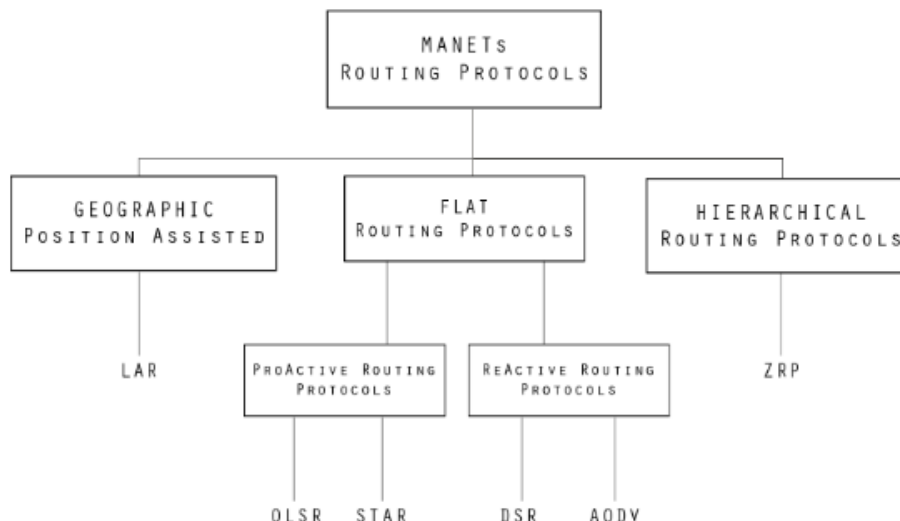 MANETs
Routing Protocols
GEOGRAPHIC
Position Assisted
FLAT
Routing Protocols
HIERARCHICAL
Routing Protocols
LAR
ProActive Routing
Protocols
ReActive Routing
Protocols
ZRP
OLSR
STAR
DSR
AODV